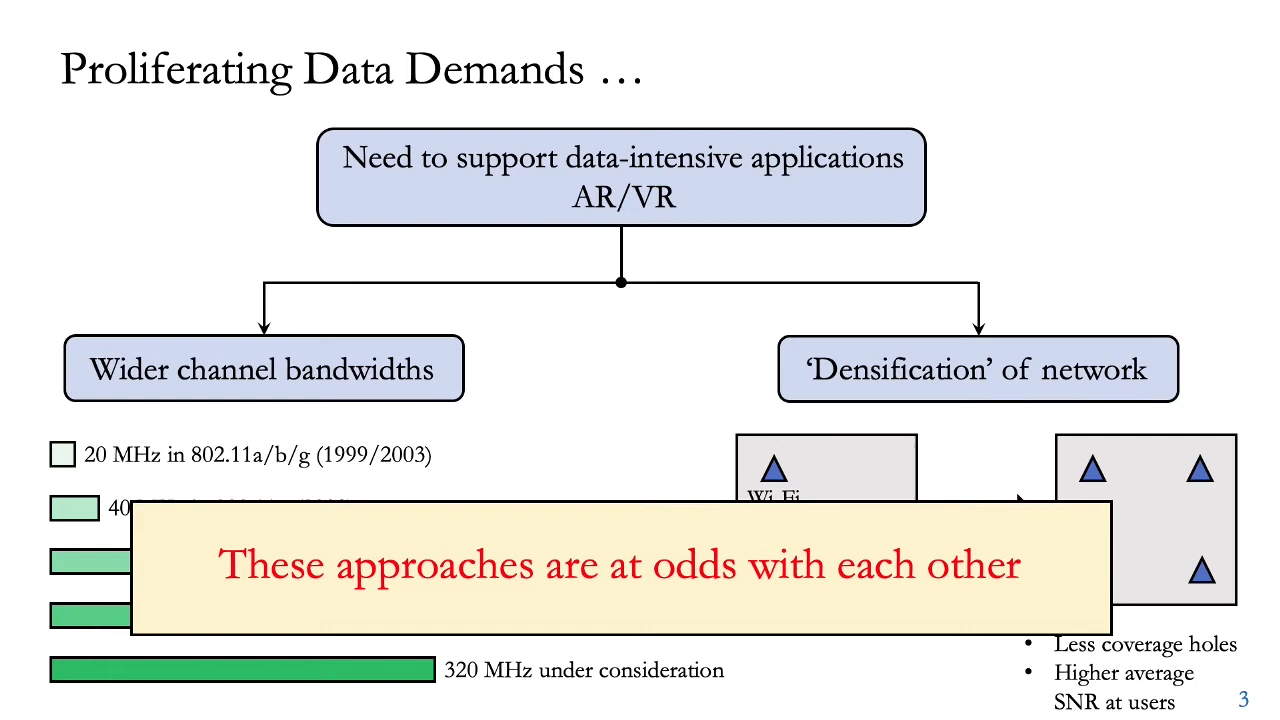 Proliferating Data Demands …
Need to support data-intensive applications
AR/VR
Wider channel bandwidths
‘Densification’ of network
20 MHz in 802.11a/b/g (1999/2003)
40
Wi-Fi
These approaches are at odds with each other
320 MHz under consideration
• Less coverage holes
• Higher average
SNR at users
3